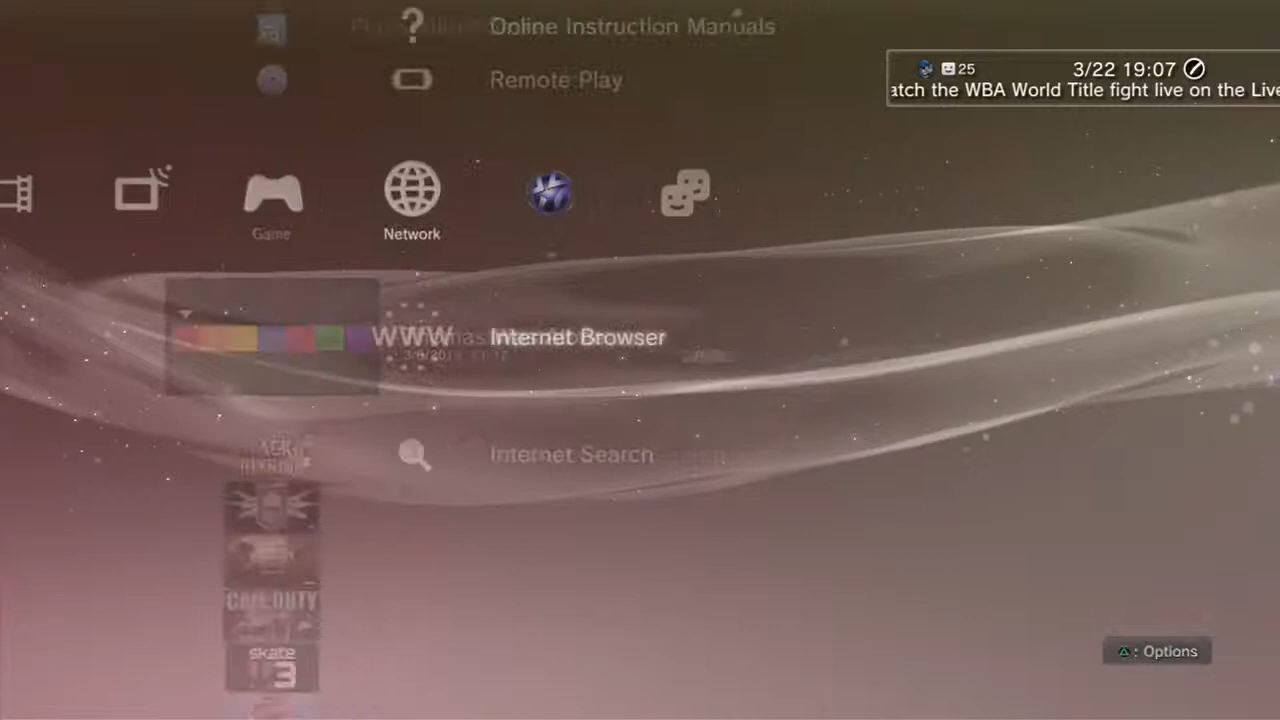 Online Instruction Manuals
Remote Play
25
3/22 19:07
atch the WBA World Title fight live on the Live
Game
Network
WWW
Internet Browser
Internet Search
CALL OF DUTY
skate
3
: Options